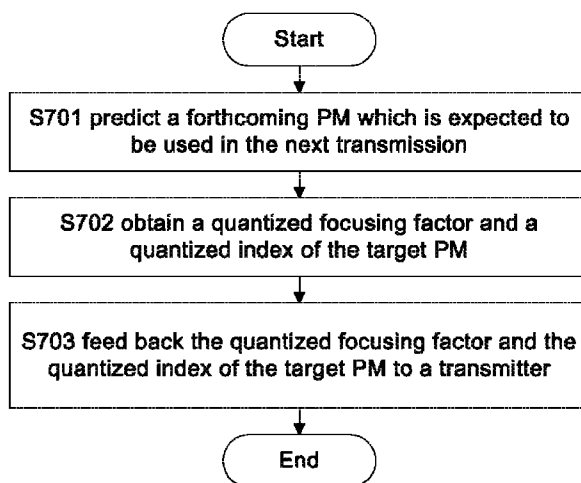 Start
S701 predict a forthcoming PM which is expected to
be used in the next transmission
S702 obtain a quantized focusing factor and a
quantized index of the target PM
S703 feed back the quantized focusing factor and the
quantized index of the target PM to a transmitter
End